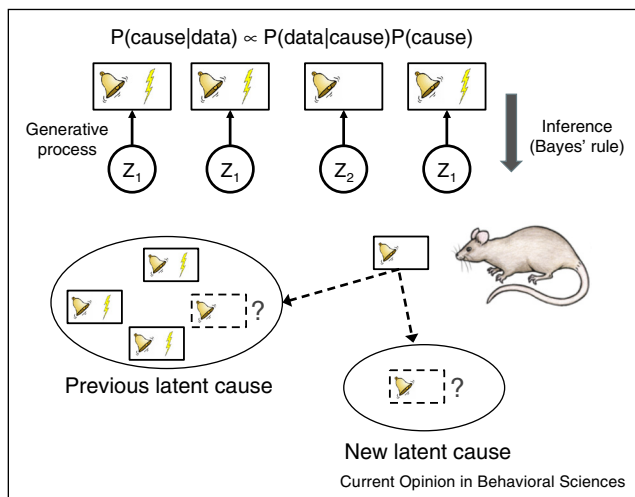 P(cause|data) ∝ P(data|cause)P(cause)
Generative
process
Z1
Z1
Z2
Z1
Inference
(Bayes' rule)
?
Previous latent cause
?
New latent cause
Current Opinion in Behavioral Sciences